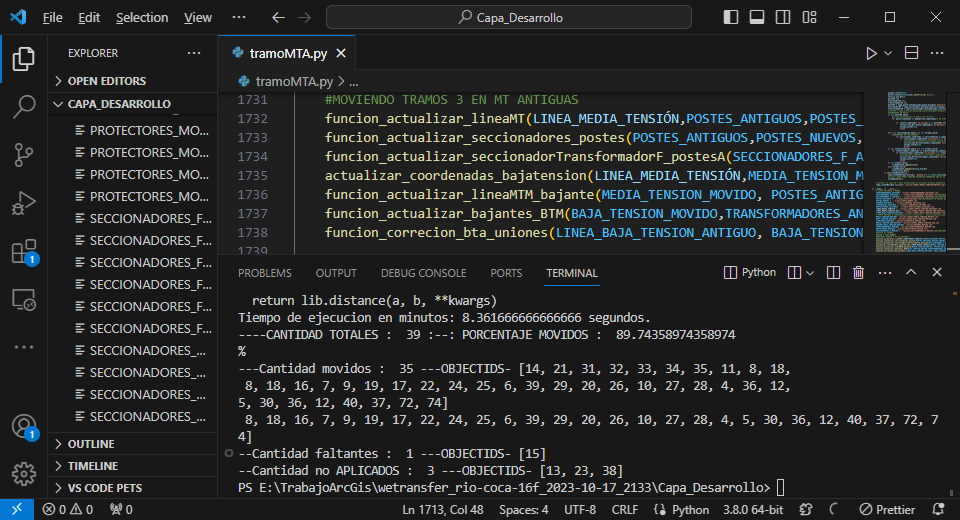 File Edit Selection View ··· Capa_Desarrollo
EXPLORER ···
OPEN EDITORS
CAPA_DESARROLLO
PROTECTORES_MO...
PROTECTORES_MO...
PROTECTORES_MO...
PROTECTORES_MO...
SECCIONADORES_F...
SECCIONADORES_F...
SECCIONADORES_F...
SECCIONADORES_F...
SECCIONADORES_F...
SECCIONADORES_F...
SECCIONADORES_...
SECCIONADORES_...
SECCIONADORES_...
SECCIONADORES_...
OUTLINE
TIMELINE
VS CODE PETS
1
1
tramoMTA.py
tramoMTA.py > ...
1731 #MOVIENDO TRAMOS 3 EN MT ANTIGUAS
1732 funcion_actualizar_lineaMT(LINEA_MEDIA_TENSIÓN,POSTES_ANTIGUOS,POSTES_
1733 funcion_actualizar_seccionadores_postes(POSTES_ANTIGUOS,POSTES_NUEVOS,
1734 funcion_actualizar_seccionadorTransformadorF_postesA(SECCIONADORES_F_A
1735 actualizar_coordenadas_bajatension(LINEA_MEDIA_TENSIÓN,MEDIA_TENSION_M
1736 funcion_actualizar_lineaMTM_bajante(MEDIA_TENSION_MOVIDO, POSTES_ANTIG
1737 funcion_actualizar_bajantes_BTM(BAJA_TENSION_MOVIDO,TRANSFORMADORES_AN
1738 funcion_correcion_bta_uniones(LINEA_BAJA_TENSION_ANTIGUO, BAJA_TENSION
1739
PROBLEMS OUTPUT DEBUG CONSOLE PORTS TERMINAL Python ···
return lib.distance(a, b, **kwargs)
Tiempo de ejecucion en minutos: 8.361666666666666 segundos.
----CANTIDAD TOTALES : 39 :--: PORCENTAJE MOVIDOS : 89.74358974358974
%
---Cantidad movidos : 35 ---OBJECTIDS- [14, 21, 31, 32, 33, 34, 35, 11, 8, 18,
8, 18, 16, 7, 9, 19, 17, 22, 24, 25, 6, 39, 29, 20, 26, 10, 27, 28, 4, 36, 12,
5, 30, 36, 12, 40, 37, 72, 74]
8, 18, 16, 7, 9, 19, 17, 22, 24, 25, 6, 39, 29, 20, 26, 10, 27, 28, 4, 5, 30, 36, 12, 40, 37, 72, 7
4]
--Cantidad faltantes : 1 ---OBJECTIDS- [15]
--Cantidad no APLICADOS : 3 ---OBJECTIDS- [13, 23, 38]
PS E:\TrabajoArcGis\wetransfer_rio-coca-16f_2023-10-17_2133\Capa_Desarrollo>
0 0 0 Ln 1713, Col 48 Spaces: 4 UTF-8 CRLF Python 3.8.0 64-bit Prettier